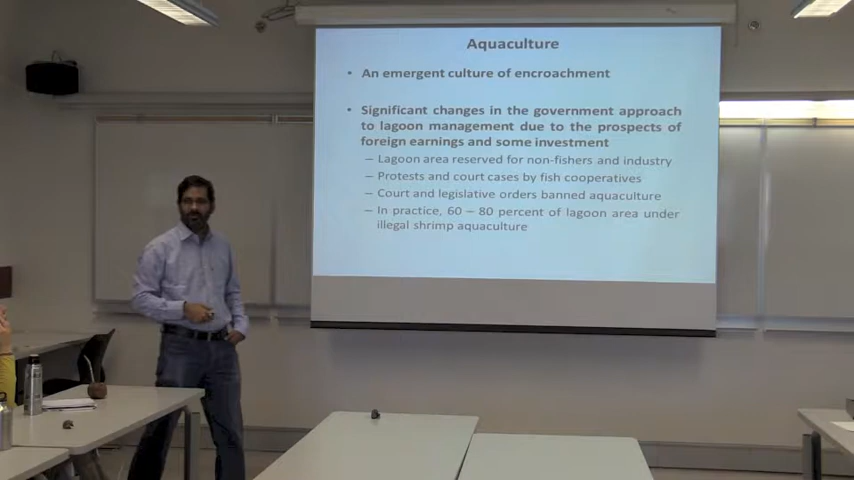 Aquaculture
• An emergent culture of encroachment
• Significant changes in the government approach
to lagoon management due to the prospects of
foreign earnings and some investment
– Lagoon area reserved for non-fishers and industry
– Protests and court cases by fish cooperatives
– Court and legislative orders banned aquaculture
– In practice, 60 – 80 percent of lagoon area under
illegal shrimp aquaculture